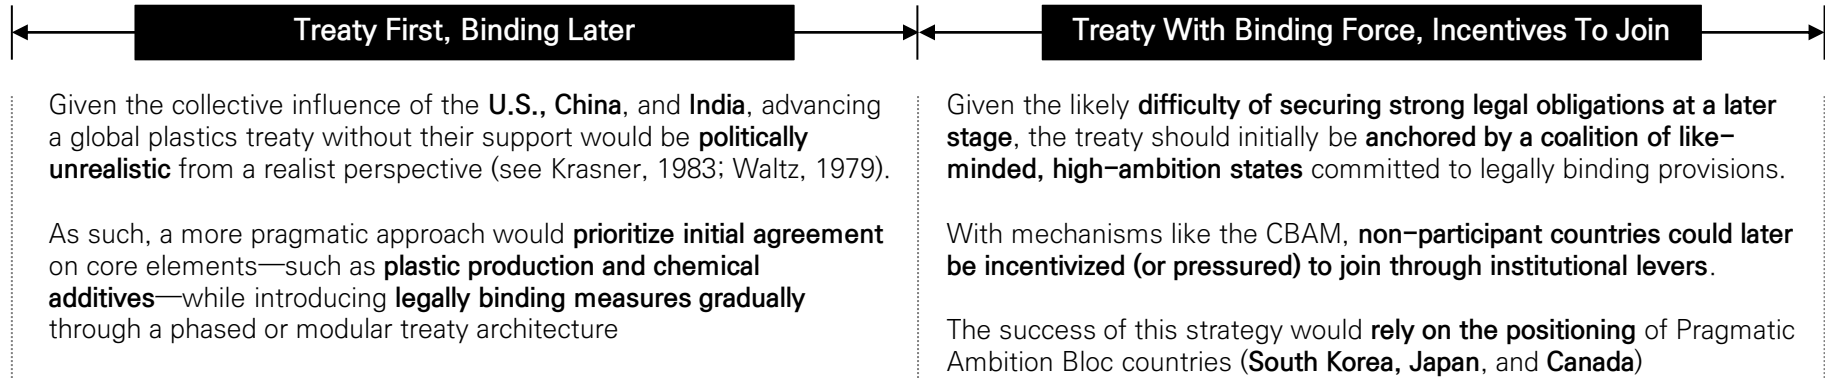 Treaty First, Binding Later
Given the collective influence of the U.S., China, and India, advancing
a global plastics treaty without their support would be politically
unrealistic from a realist perspective (see Krasner, 1983; Waltz, 1979).
As such, a more pragmatic approach would prioritize initial agreement
on core elements—such as plastic production and chemical
additives—while introducing legally binding measures gradually
through a phased or modular treaty architecture
Treaty With Binding Force, Incentives To Join
Given the likely difficulty of securing strong legal obligations at a later
stage, the treaty should initially be anchored by a coalition of like-
minded, high-ambition states committed to legally binding provisions.
With mechanisms like the CBAM, non-participant countries could later
be incentivized (or pressured) to join through institutional levers.
The success of this strategy would rely on the positioning of Pragmatic
Ambition Bloc countries (South Korea, Japan, and Canada)